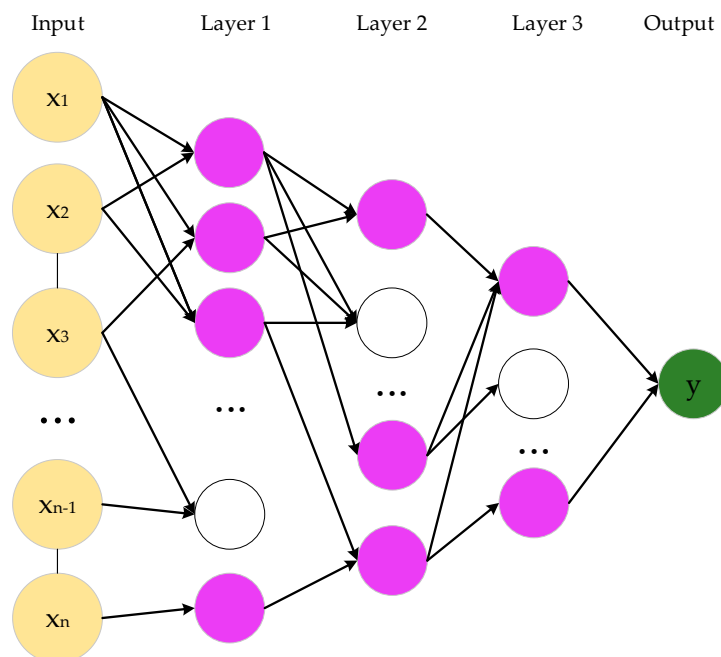 Input Layer 1 Layer 2 Layer 3 Output
x1
x2
x3
...
...
...
...
xn-1
xn
y